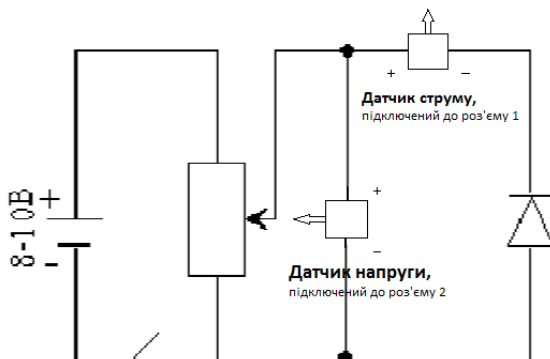 + −
Датчик струму,
підключений до роз'єму 1
8-10В
+
-
+
−
Датчик напруги,
підключений до роз'єму 2